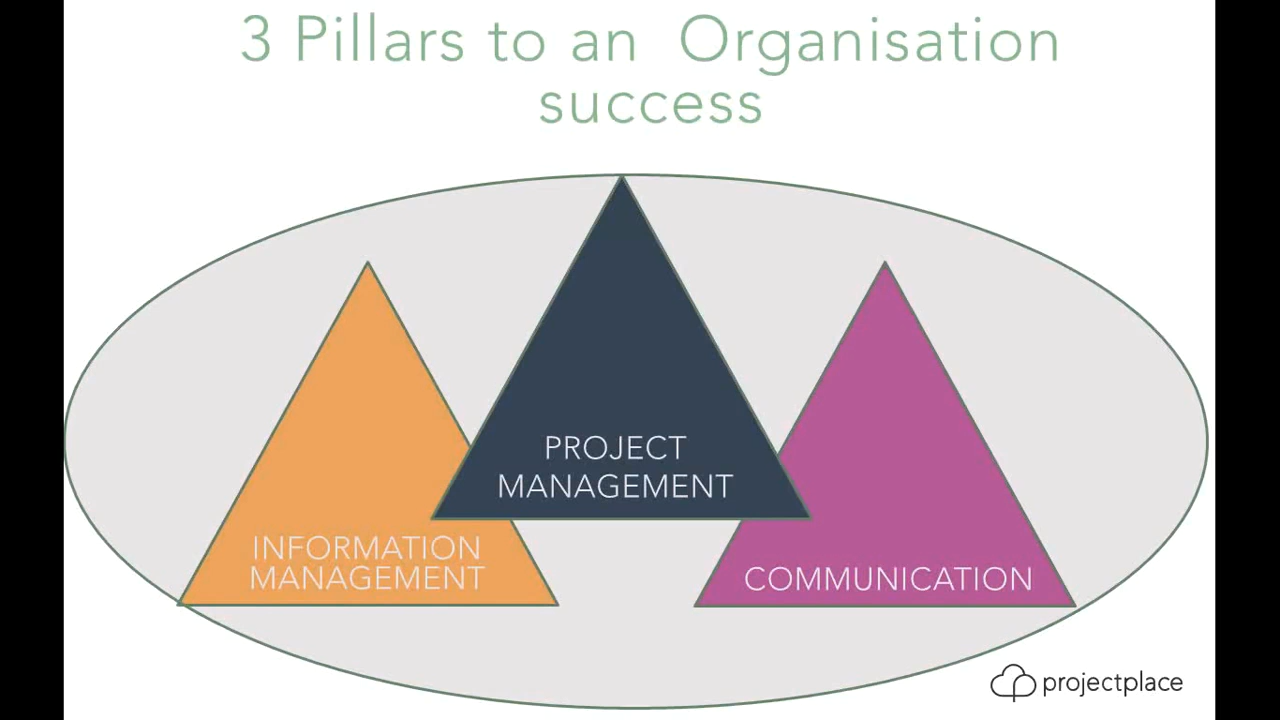 3 Pillars to an Organisation
success
PROJECT
MANAGEMENT
INFORMATION
MANAGEMENT
COMMUNICATION
projectplace